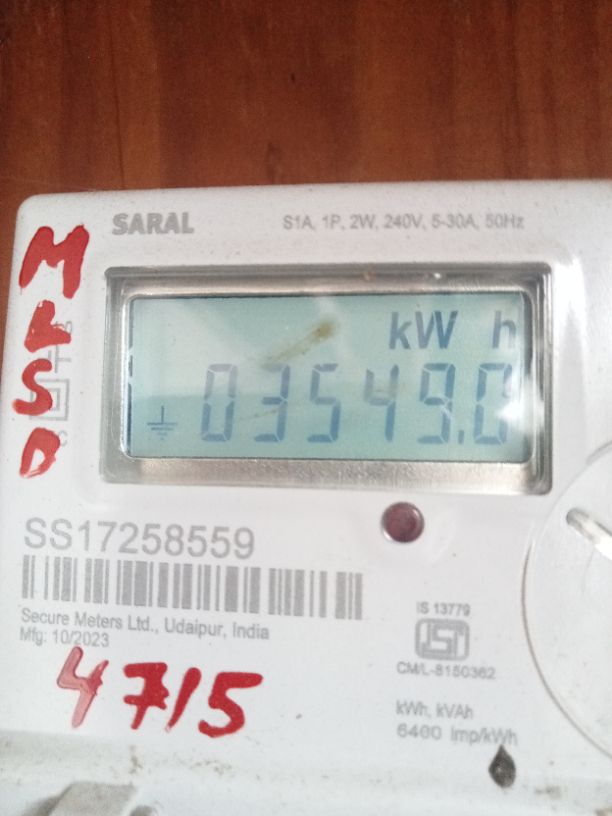 SARAL
S1A, 1P, 2W, 240V, 5-30A, 50Hz
MLSD
kW h
03549.0
SS17258559
Secure Meters Ltd., Udaipur, India
Mfg: 10/2023
IS 13779
ISI
CM/L-8150362
4715
kWh, kVAh
6400 imp/kWh